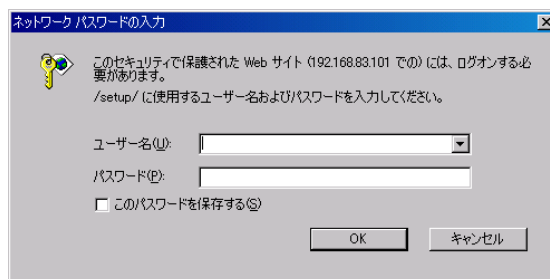 ネットワーク パスワードの入力
このセキュリティで保護された Web サイト (192.168.83.101 での) には、ログオンする必
要があります。
/setup/ に使用するユーザー名およびパスワードを入力してください。
ユーザー名(U):
パスワード(P):
このパスワードを保存する(S)
OK キャンセル